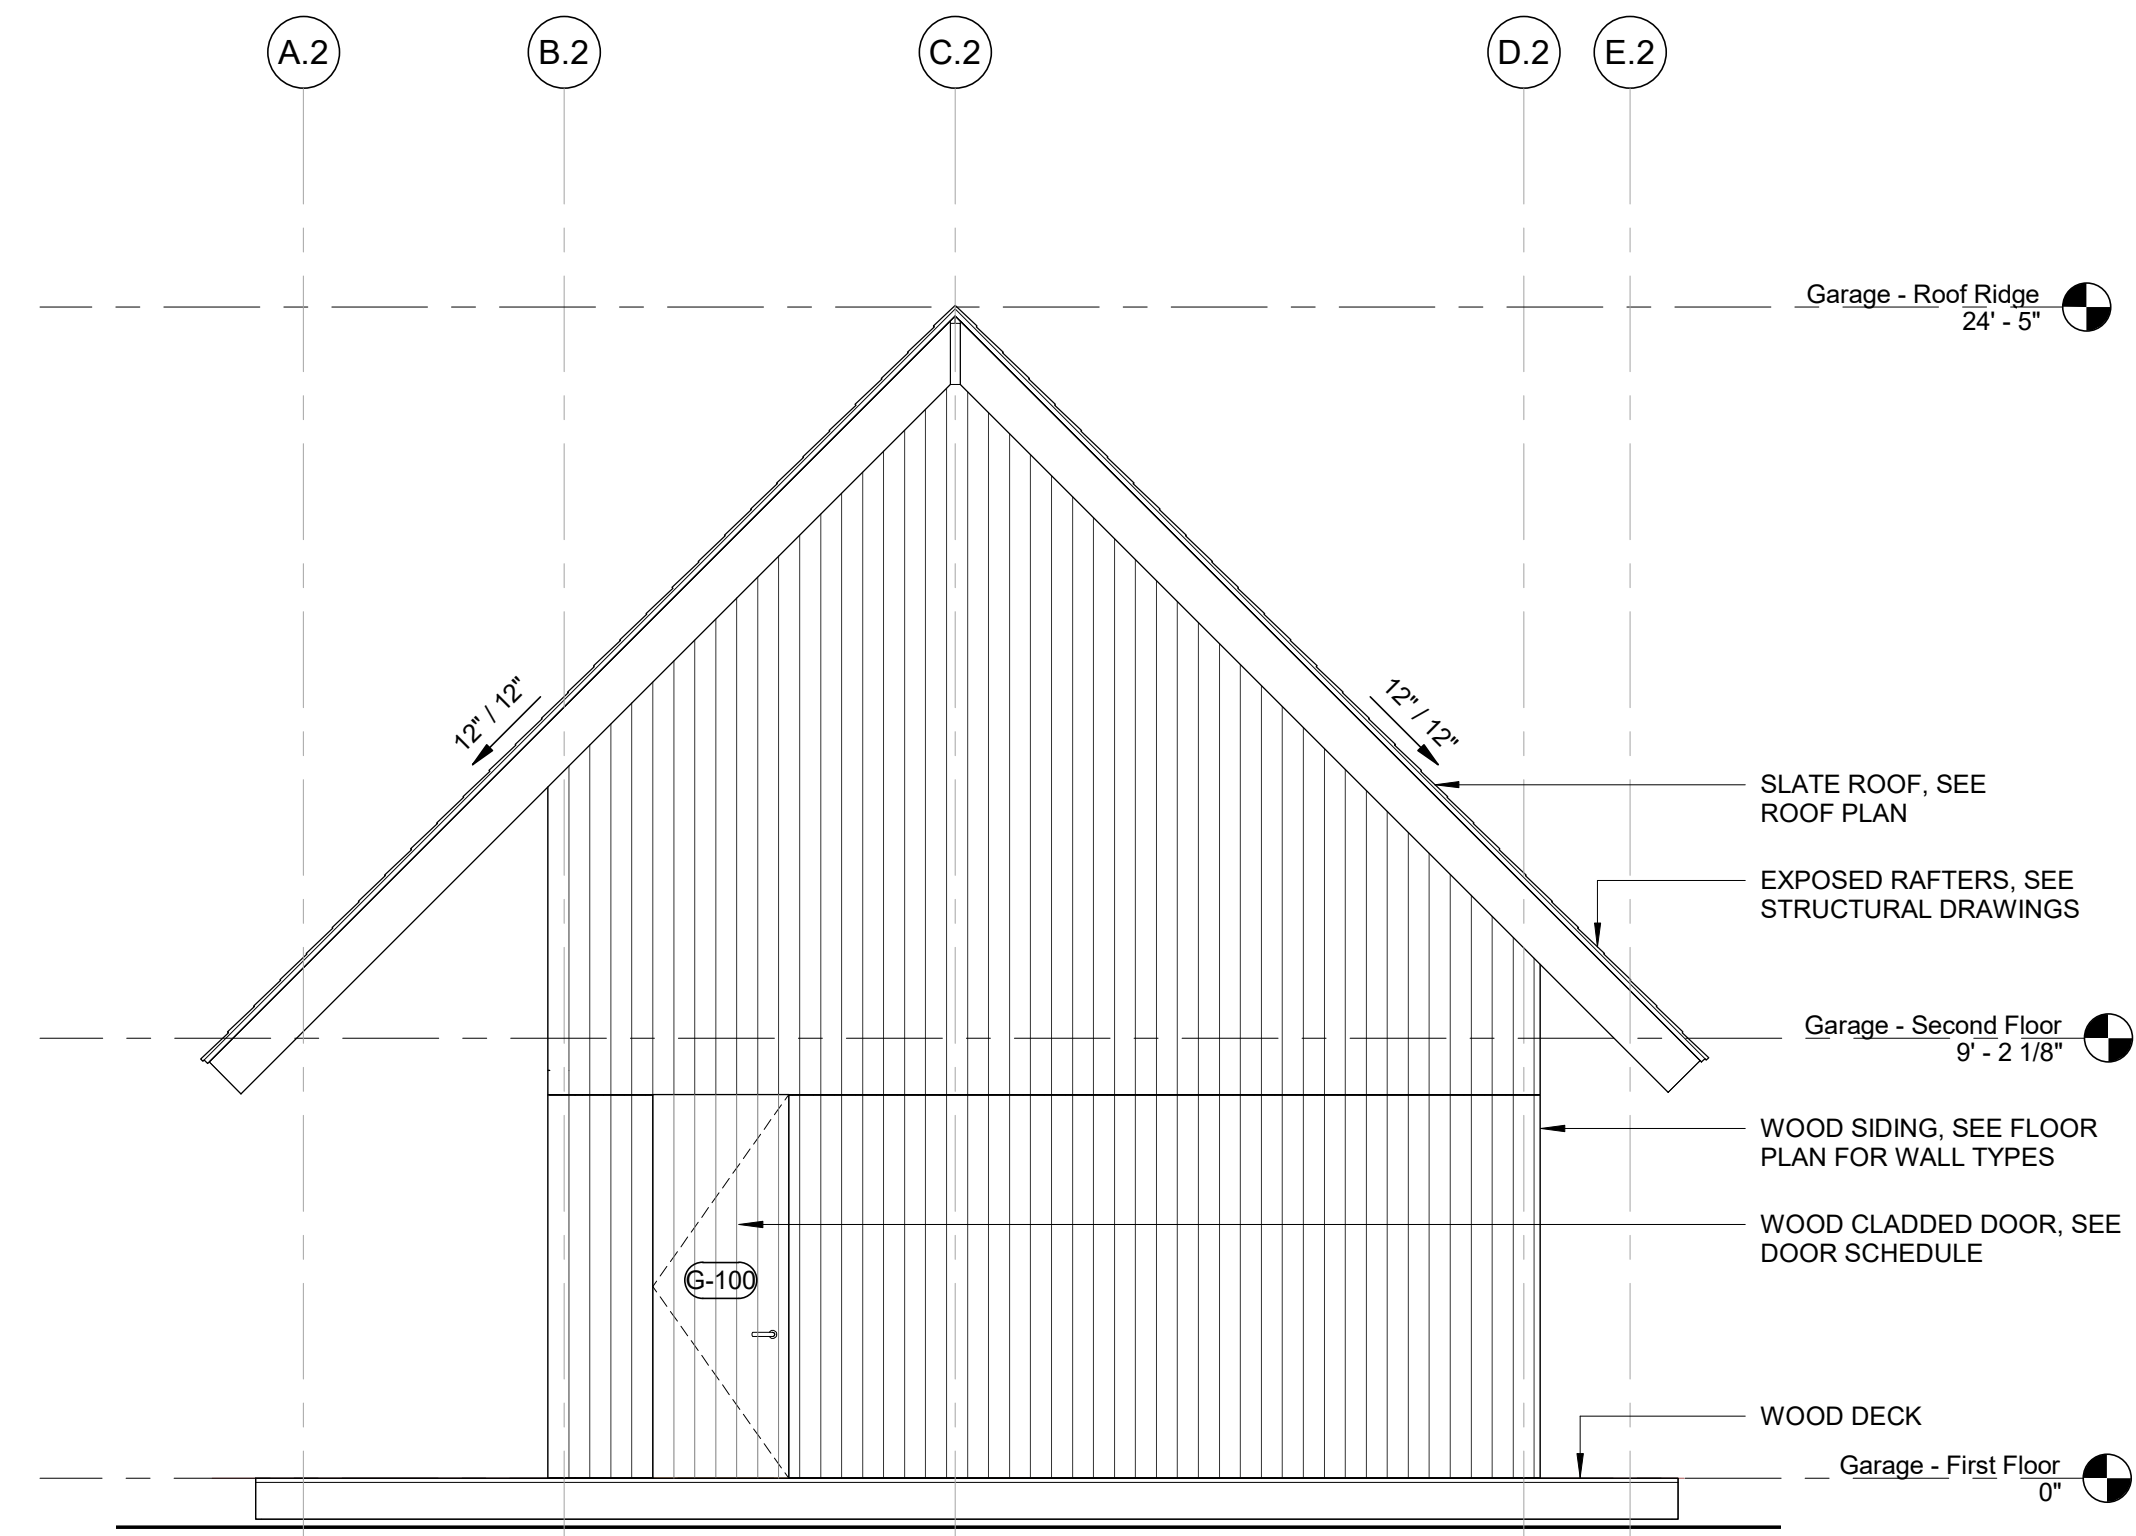 A.2
B.2
C.2
D.2
E.2
Garage - Roof Ridge
24' - 5"
12" / 12"
12" / 12"
SLATE ROOF, SEE
ROOF PLAN
EXPOSED RAFTERS, SEE
STRUCTURAL DRAWINGS
Garage - Second Floor
9' - 2 1/8"
WOOD SIDING, SEE FLOOR
PLAN FOR WALL TYPES
WOOD CLADDED DOOR, SEE
DOOR SCHEDULE
G-100
WOOD DECK
Garage - First Floor
0"